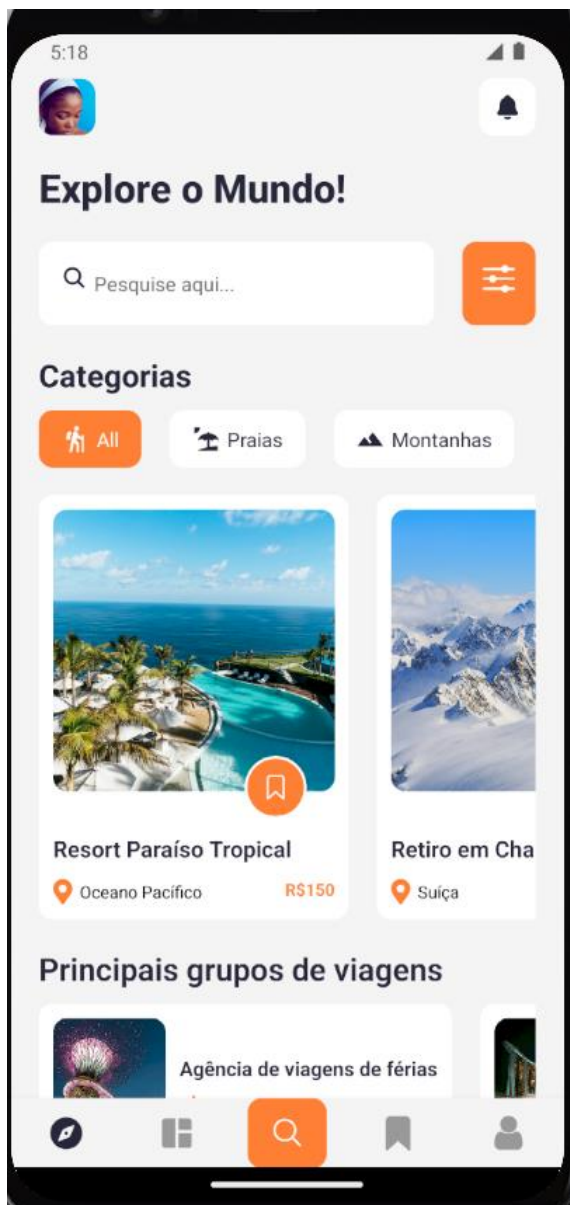 5:18
Explore o Mundo!
Pesquise aqui...
Categorias
All Praias Montanhas
Resort Paraíso Tropical Retiro em Cha
Oceano Pacífico R$150 Suíça
Principais grupos de viagens
Agência de viagens de férias